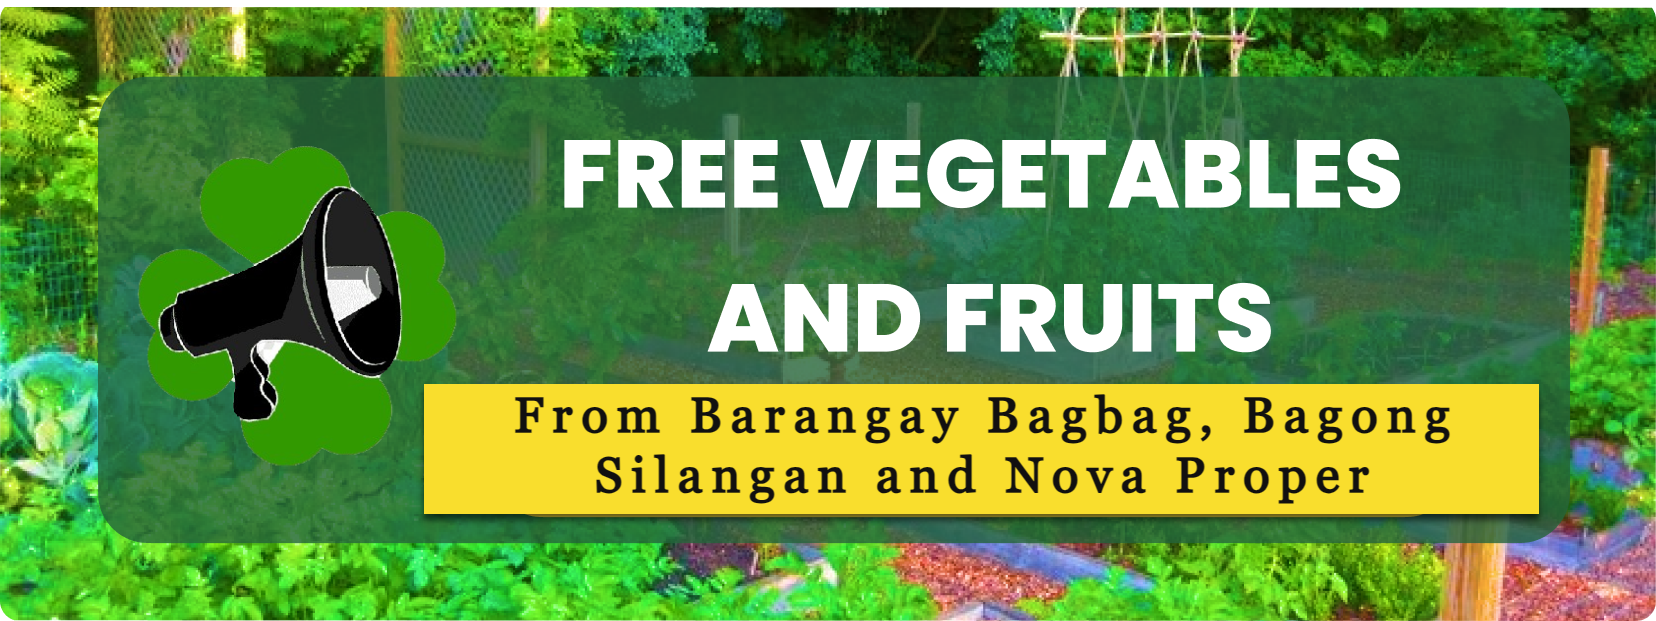 FREE VEGETABLES
AND FRUITS
From Barangay Bagbag, Bagong
Silangan and Nova Proper